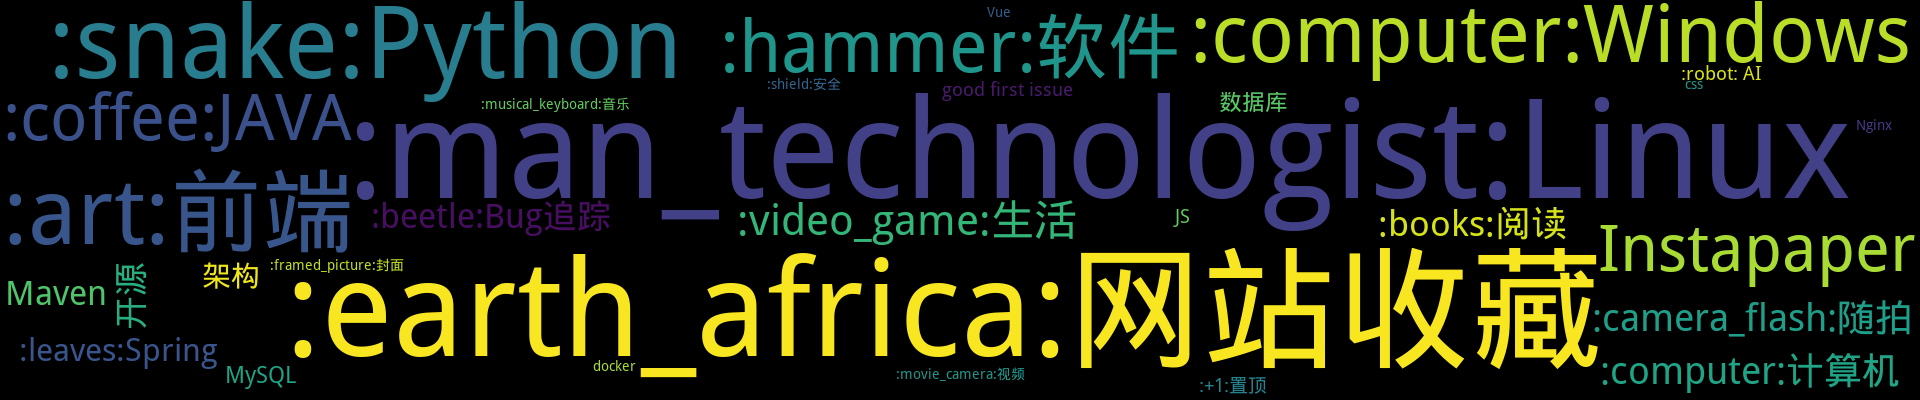 :snake:Python
:hammer:软件
Vue
:computer:Windows
:robot: AI
css
:coffee:JAVA
:musical_keyboard:音乐
:shield:安全
good first issue
数据库
Nginx
:man_technologist:Linux
:art:前端
:beetle:Bug追踪
:video_game:生活
JS
:books:阅读
Instapaper
Maven
开源
架构
:framed_picture:封面
:earth_africa:网站收藏
:camera_flash:随拍
:leaves:Spring
MySQL
docker
:movie_camera:视频
:+1:置顶
:computer:计算机